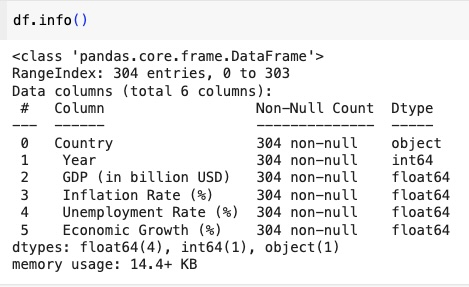 df.info()
<class 'pandas.core.frame.DataFrame'>
RangeIndex: 304 entries, 0 to 303
Data columns (total 6 columns):
 #   Column                 Non-Null Count  Dtype
---  ------                 --------------  -----
 0   Country                304 non-null    object
 1    Year                  304 non-null    int64
 2    GDP (in billion USD)  304 non-null    float64
 3    Inflation Rate (%)    304 non-null    float64
 4    Unemployment Rate (%) 304 non-null    float64
 5    Economic Growth (%)   304 non-null    float64
dtypes: float64(4), int64(1), object(1)
memory usage: 14.4+ KB